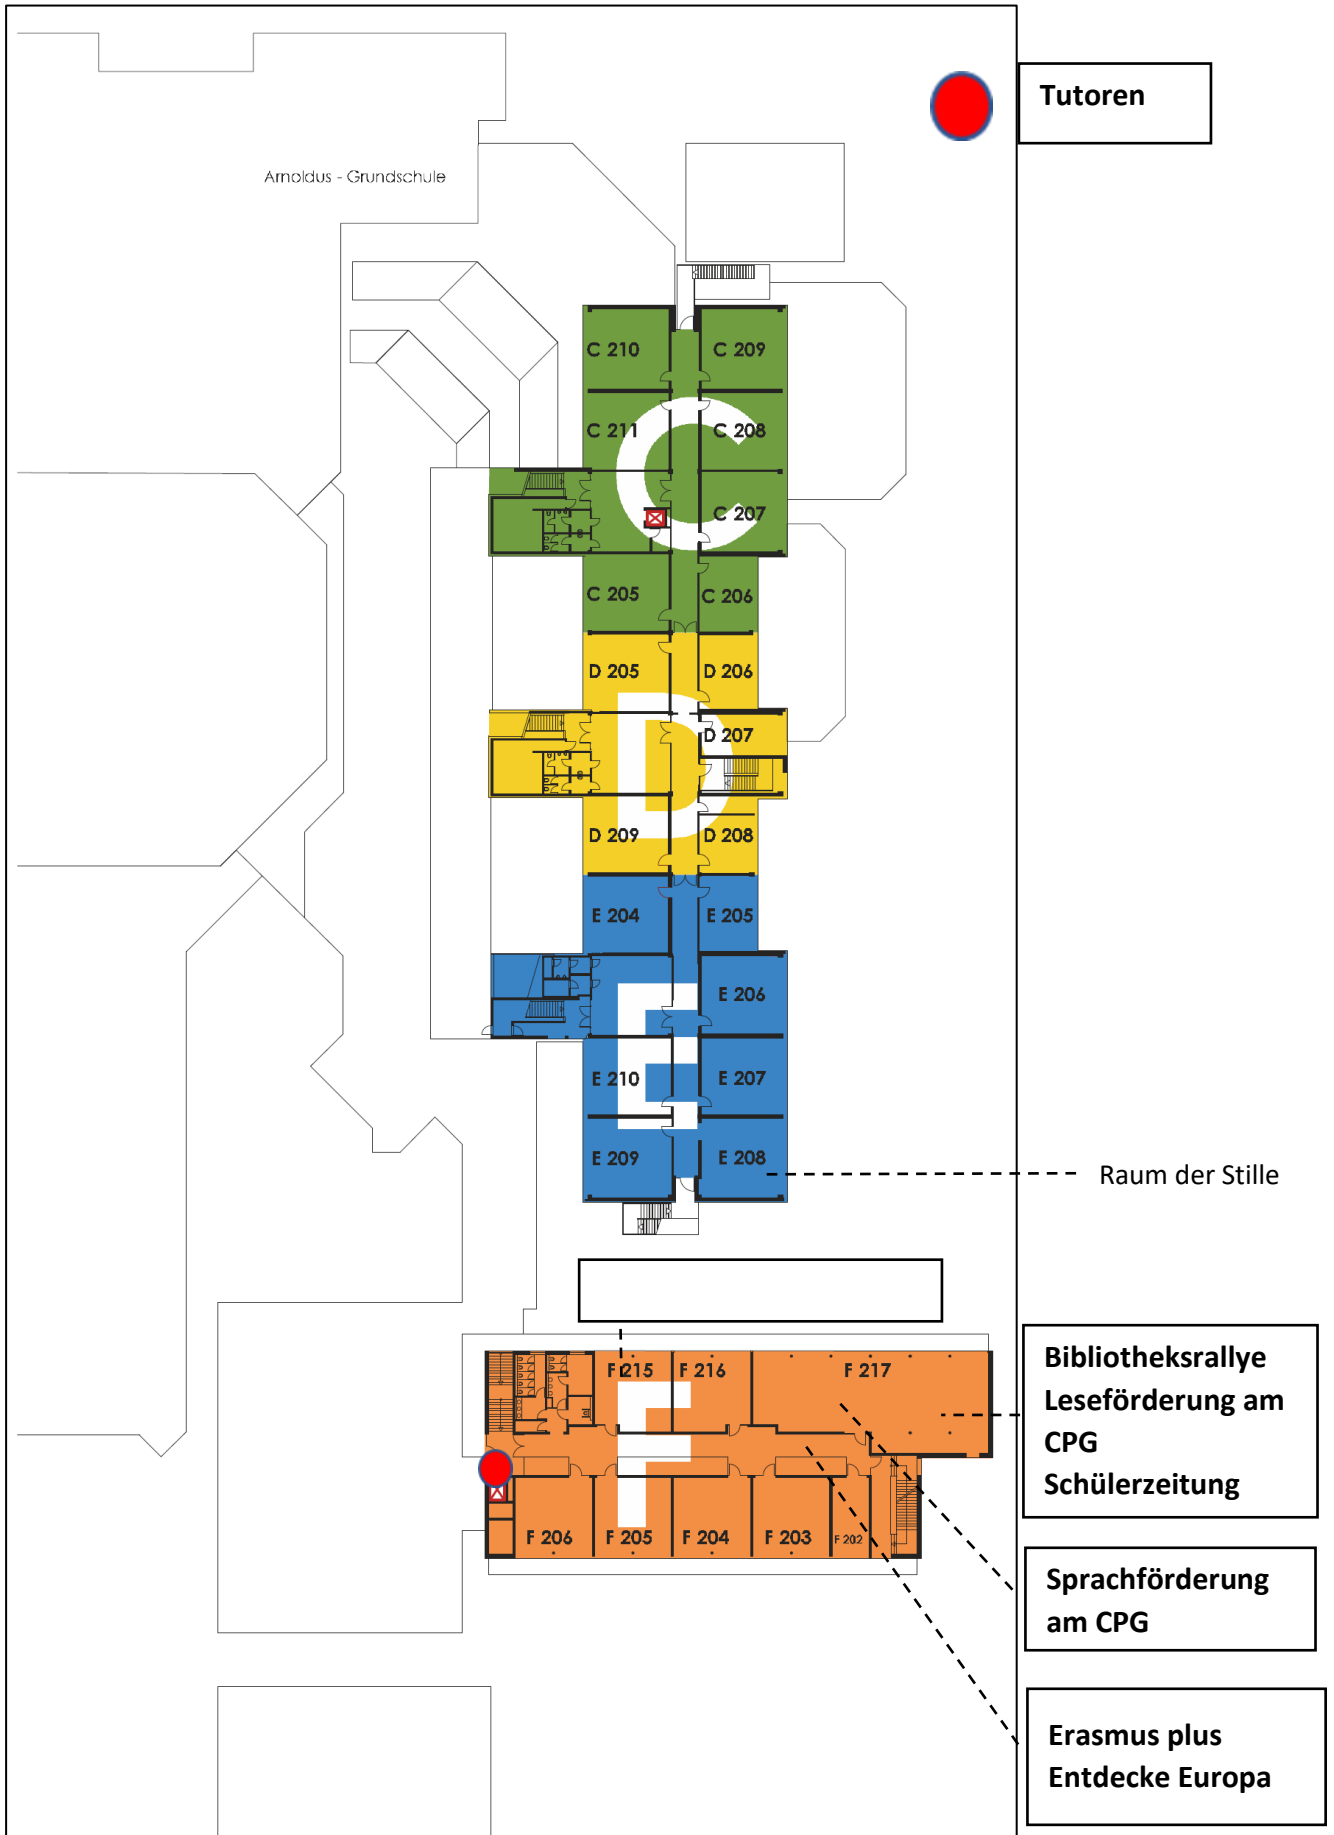 Tutoren
Arnoldus - Grundschule
C 210
C 209
C 211
C 208
C
C 207
C 205
C 206
D 205
D 206
D 207
D
D 209
D 208
E 204
E 205
E 206
E
E 210
E 207
E 209
E 208
Raum der Stille
F 215
F 216
F 217
F
Bibliotheksrallye
Leseförderung am
CPG
Schülerzeitung
F 206
F 205
F 204
F 203
F 202
Sprachförderung
am CPG
Erasmus plus
Entdecke Europa